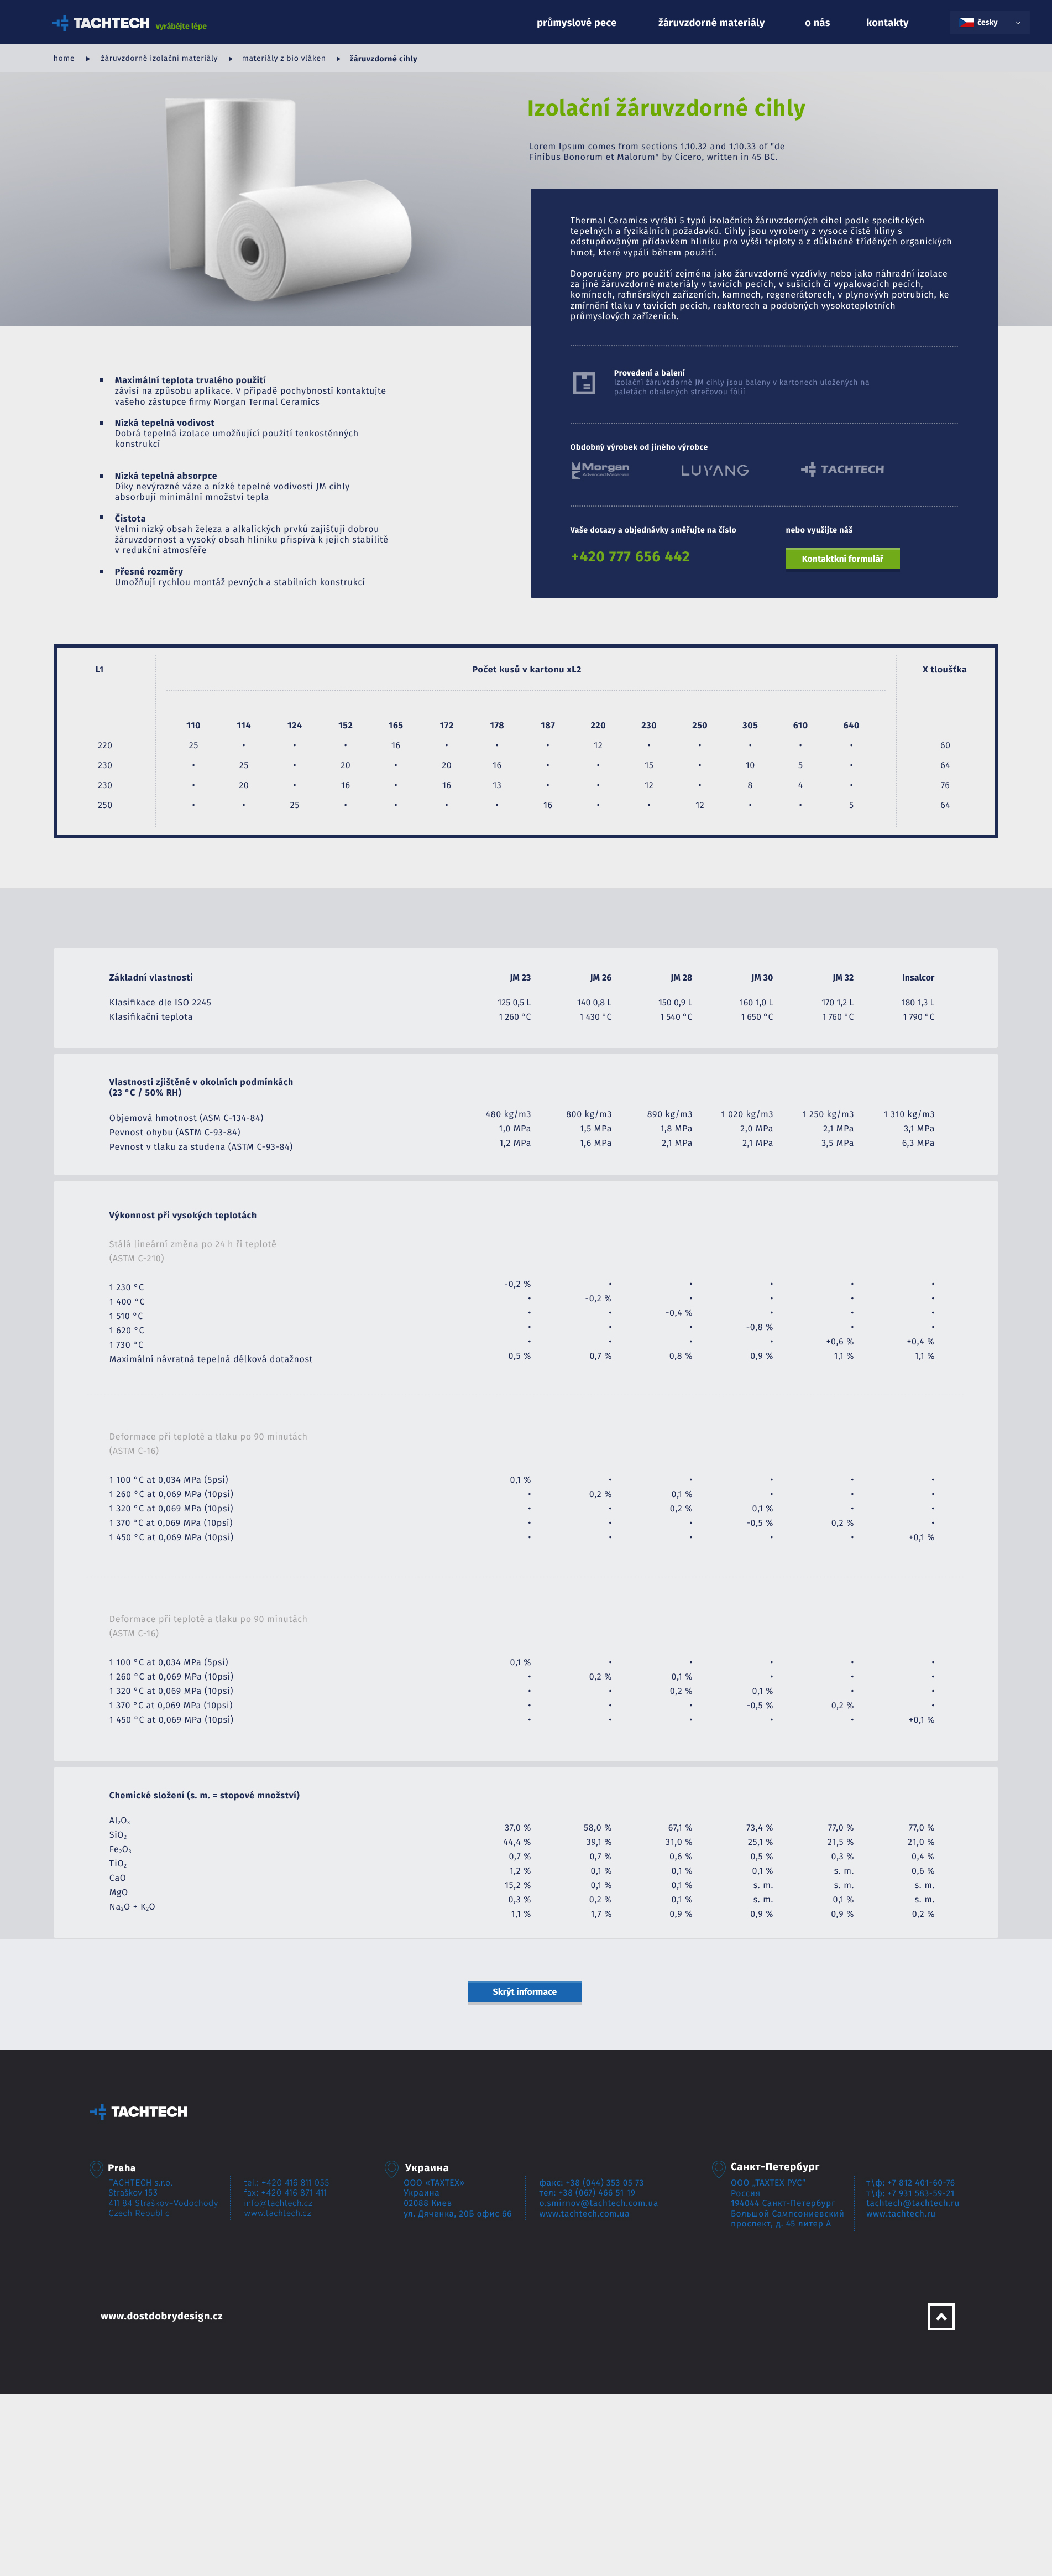 TACHTECH vyrábějte lépe
průmyslové pece žáruvzdorné materiály o nás kontakty česky
home žáruvzdorné izolační materiály materiály z bio vláken žáruvzdorné cihly
Izolační žáruvzdorné cihly
Lorem Ipsum comes from sections 1.10.32 and 1.10.33 of "de
Finibus Bonorum et Malorum" by Cicero, written in 45 BC.
Thermal Ceramics vyrábí 5 typů izolačních žáruvzdorných cihel podle specifických
tepelných a fyzikálních požadavků. Cihly jsou vyrobeny z vysoce čisté hlíny s
odstupňováným přídavkem hliníku pro vyšší teploty a z důkladně tříděných organických
hmot, které vypálí během použití.
Doporučeny pro použití zejména jako žáruvzdorné vyzdívky nebo jako náhradní izolace
za jiné žáruvzdorné materiály v tavících pecích, v sušících či vypalovacích pecích,
komínech, rafinérských zařízeních, kamnech, regenerátorech, v plynových potrubích, ke
zmírnění tlaku v tavících pecích, reaktorech a podobných vysokoteplotních
průmyslových zařízeních.
Provedení a balení
Izolační žáruvzdorné JM cihly jsou baleny v kartonech uložených na
paletách obalených strečovou fólií
Obdobný výrobek od jiného výrobce
Morgan
Advanced Materials
LUYANG
TACHTECH
Vaše dotazy a objednávky směřujte na číslo nebo využijte náš
+420 777 656 442 Kontaktkní formulář
Maximální teplota trvalého použití
závisí na způsobu aplikace. V případě pochybností kontaktujte
vašeho zástupce firmy Morgan Termal Ceramics
Nízká tepelná vodivost
Dobrá tepelná izolace umožňující použití tenkostěnných
konstrukcí
Nízká tepelná absorpce
Díky nevýrazné váze a nízké tepelné vodivosti JM cihly
absorbují minimální množství tepla
Čistota
Velmi nízký obsah železa a alkalických prvků zajišťují dobrou
žáruvzdornost a vysoký obsah hliníku přispívá k jejich stabilitě
v redukční atmosféře
Přesné rozměry
Umožňují rychlou montáž pevných a stabilních konstrukcí
L1 Počet kusů v kartonu xL2 X tloušťka
110 114 124 152 165 172 178 187 220 230 250 305 610 640
220 25 • • • 16 • • • 12 • • • • • 60
230 • 25 • 20 • 20 16 • • 15 • 10 5 • 64
230 • 20 • 16 • 16 13 • • 12 • 8 4 • 76
250 • • 25 • • • • 16 • • 12 • • 5 64
Základní vlastnosti JM 23 JM 26 JM 28 JM 30 JM 32 Insalcor
Klasifikace dle ISO 2245 125 0,5 L 140 0,8 L 150 0,9 L 160 1,0 L 170 1,2 L 180 1,3 L
Klasifikační teplota 1 260 °C 1 430 °C 1 540 °C 1 650 °C 1 760 °C 1 790 °C
Vlastnosti zjištěné v okolních podmínkách
(23 °C / 50% RH)
Objemová hmotnost (ASM C-134-84) 480 kg/m3 800 kg/m3 890 kg/m3 1 020 kg/m3 1 250 kg/m3 1 310 kg/m3
Pevnost ohybu (ASTM C-93-84) 1,0 MPa 1,5 MPa 1,8 MPa 2,0 MPa 2,1 MPa 3,1 MPa
Pevnost v tlaku za studena (ASTM C-93-84) 1,2 MPa 1,6 MPa 2,1 MPa 2,1 MPa 3,5 MPa 6,3 MPa
Výkonnost při vysokých teplotách
Stálá lineární změna po 24 h ři teplotě
(ASTM C-210)
1 230 °C -0,2 % • • • • •
1 400 °C • -0,2 % • • • •
1 510 °C • • -0,4 % • • •
1 620 °C • • • -0,8 % • •
1 730 °C • • • • +0,6 % +0,4 %
Maximální návratná tepelná délková dotažnost 0,5 % 0,7 % 0,8 % 0,9 % 1,1 % 1,1 %
Deformace při teplotě a tlaku po 90 minutách
(ASTM C-16)
1 100 °C at 0,034 MPa (5psi) 0,1 % • • • • •
1 260 °C at 0,069 MPa (10psi) • 0,2 % 0,1 % • • •
1 320 °C at 0,069 MPa (10psi) • • 0,2 % 0,1 % • •
1 370 °C at 0,069 MPa (10psi) • • • -0,5 % 0,2 % •
1 450 °C at 0,069 MPa (10psi) • • • • • +0,1 %
Deformace při teplotě a tlaku po 90 minutách
(ASTM C-16)
1 100 °C at 0,034 MPa (5psi) 0,1 % • • • • •
1 260 °C at 0,069 MPa (10psi) • 0,2 % 0,1 % • • •
1 320 °C at 0,069 MPa (10psi) • • 0,2 % 0,1 % • •
1 370 °C at 0,069 MPa (10psi) • • • -0,5 % 0,2 % •
1 450 °C at 0,069 MPa (10psi) • • • • • +0,1 %
Chemické složení (s. m. = stopové množství)
Al₂O₃ 37,0 % 58,0 % 67,1 % 73,4 % 77,0 % 77,0 %
SiO₂ 44,4 % 39,1 % 31,0 % 25,1 % 21,5 % 21,0 %
Fe₂O₃ 0,7 % 0,7 % 0,6 % 0,5 % 0,3 % 0,4 %
TiO₂ 1,2 % 0,1 % 0,1 % 0,1 % s. m. 0,6 %
CaO 15,2 % 0,1 % 0,1 % s. m. s. m. s. m.
MgO 0,3 % 0,2 % 0,1 % s. m. 0,1 % s. m.
Na₂O + K₂O 1,1 % 1,7 % 0,9 % 0,9 % 0,9 % 0,2 %
Skrýt informace
TACHTECH
Praha
TACHTECH s.r.o.
Straškov 153
411 84 Straškov-Vodochody
Czech Republic
tel.: +420 416 811 055
fax: +420 416 871 411
info@tachtech.cz
www.tachtech.cz
Украина
ООО «ТАХТЕХ»
Украина
02088 Киев
ул. Дяченка, 20Б офис 66
факс: +38 (044) 353 05 73
тел: +38 (067) 466 51 19
o.smirnov@tachtech.com.ua
www.tachtech.com.ua
Санкт-Петербург
ООО „ТАХТЕХ РУС"
Россия
194044 Санкт-Петербург
Большой Сампсониевский
проспект, д. 45 литер А
т\ф: +7 812 401-60-76
т\ф: +7 931 583-59-21
tachtech@tachtech.ru
www.tachtech.ru
www.dostdobrydesign.cz